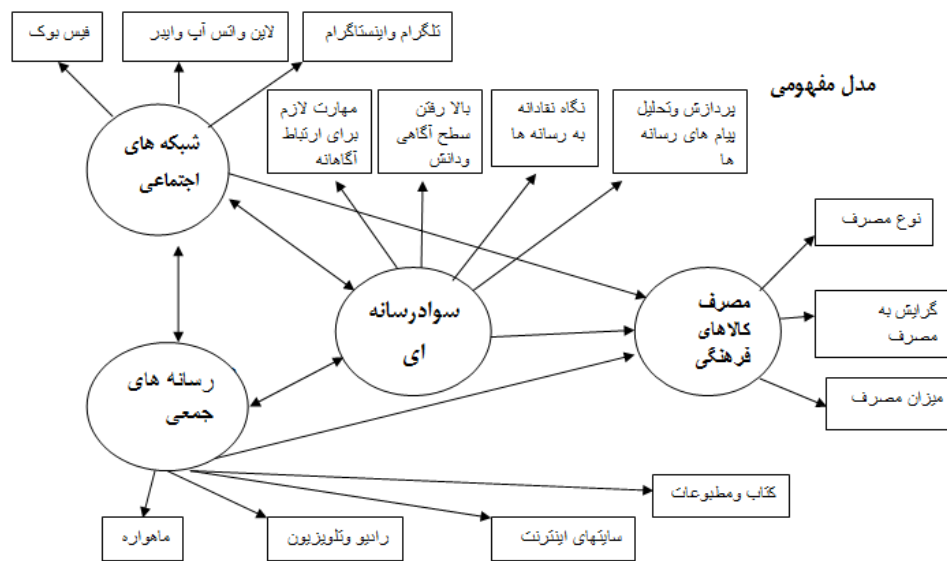 تلگرام واینستاگرام
لاین واتس آپ وایبر
فیس بوک
مدل مفهومی
پردازش وتحلیل
پیام های رسانه
ها
نگاه نقادانه
به رسانه ها
بالا رفتن
سطح آگاهی
ودانش
مهارت لازم
برای ارتباط
آگاهانه
شبکه های
اجتماعی
نوع مصرف
گرایش به
مصرف
میزان مصرف
مصرف
کالاهای
فرهنگی
سوادرسانه
ای
رسانه های
جمعی
کتاب ومطبوعات
سایتهای اینترنت
رادیو وتلویزیون
ماهواره